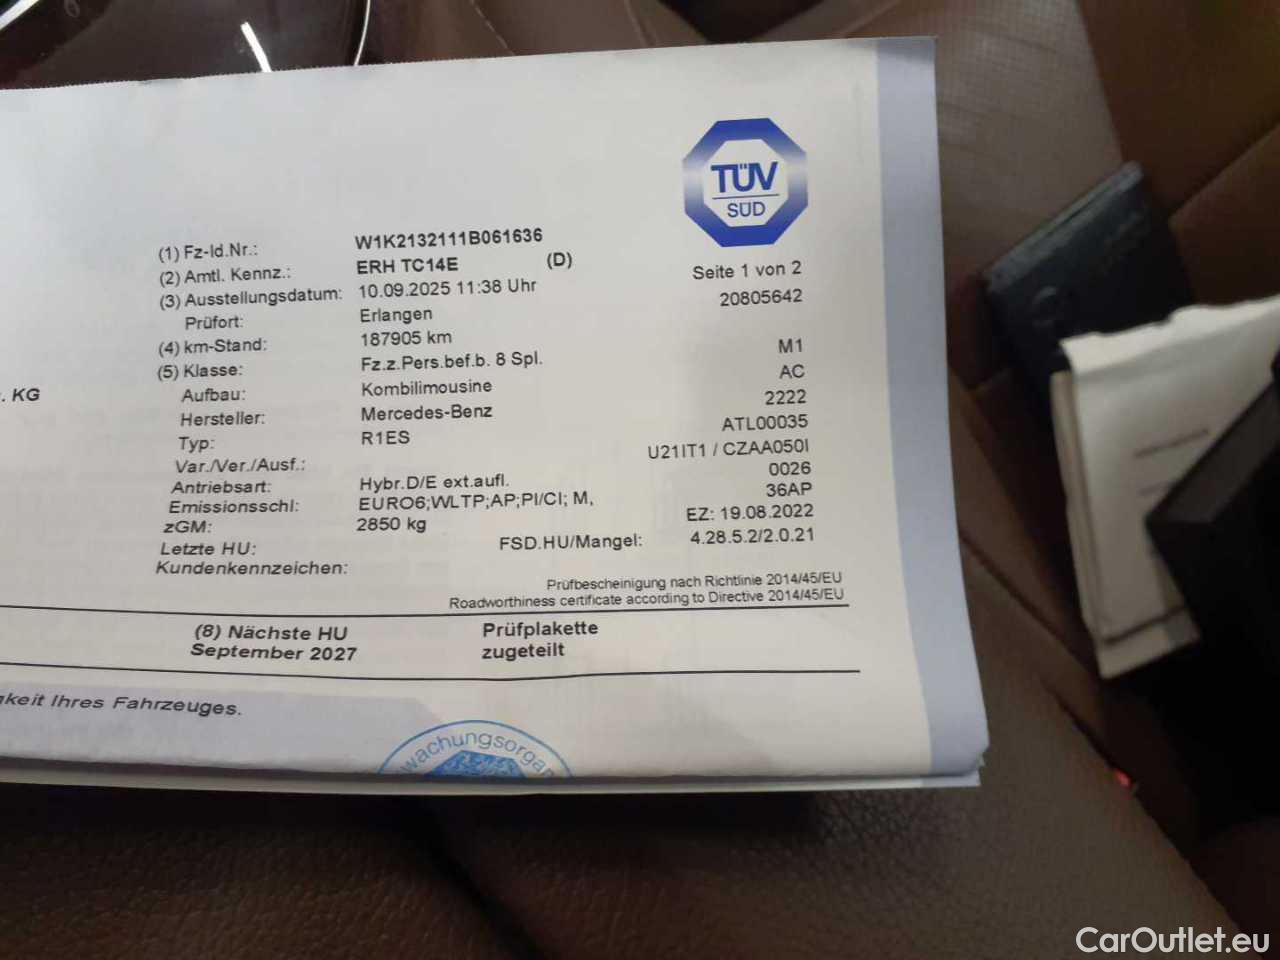 TÜV
SÜD
(1) Fz-Id.Nr.: W1K2132111B061636
(2) Amtl. Kennz.: ERH TC14E (D)
Seite 1 von 2
(3) Ausstellungsdatum: 10.09.2025 11:38 Uhr
20805642
Prüfort: Erlangen
(4) km-Stand: 187905 km
(5) Klasse: Fz.z.Pers.bef.b. 8 Spl. M1
. KG
Aufbau: Kombilimousine AC
Hersteller: Mercedes-Benz 2222
Typ: R1ES ATL00035
Var./Ver./Ausf.: U21IT1 / CZAA050I
Antriebsart: Hybr.D/E ext.aufl. 0026
Emissionsschl: EURO6;WLTP;AP;PI/CI; M, 36AP
zGM: 2850 kg EZ: 19.08.2022
Letzte HU: FSD.HU/Mangel: 4.28.5.2/2.0.21
Kundenkennzeichen:
Prüfbescheinigung nach Richtlinie 2014/45/EU
Roadworthiness certificate according to Directive 2014/45/EU
(8) Nächste HU Prüfplakette
September 2027 zugeteilt
gkeit Ihres Fahrzeuges.
wachungsorgan
CarOutlet.eu